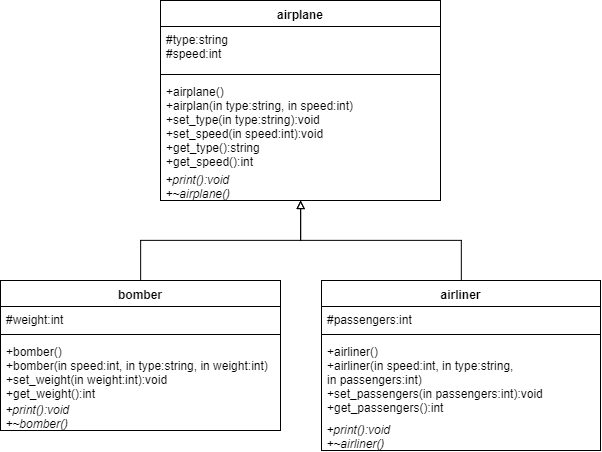 airplane
#type:string
#speed:int
+airplane()
+airplan(in type:string, in speed:int)
+set_type(in type:string):void
+set_speed(in speed:int):void
+get_type():string
+get_speed():int
+print():void
+~airplane()
bomber
#weight:int
+bomber()
+bomber(in speed:int, in type:string, in weight:int)
+set_weight(in weight:int):void
+get_weight():int
+print():void
+~bomber()
airliner
#passengers:int
+airliner()
+airliner(in speed:int, in type:string,
in passengers:int)
+set_passengers(in passengers:int):void
+get_passengers():int
+print():void
+~airliner()